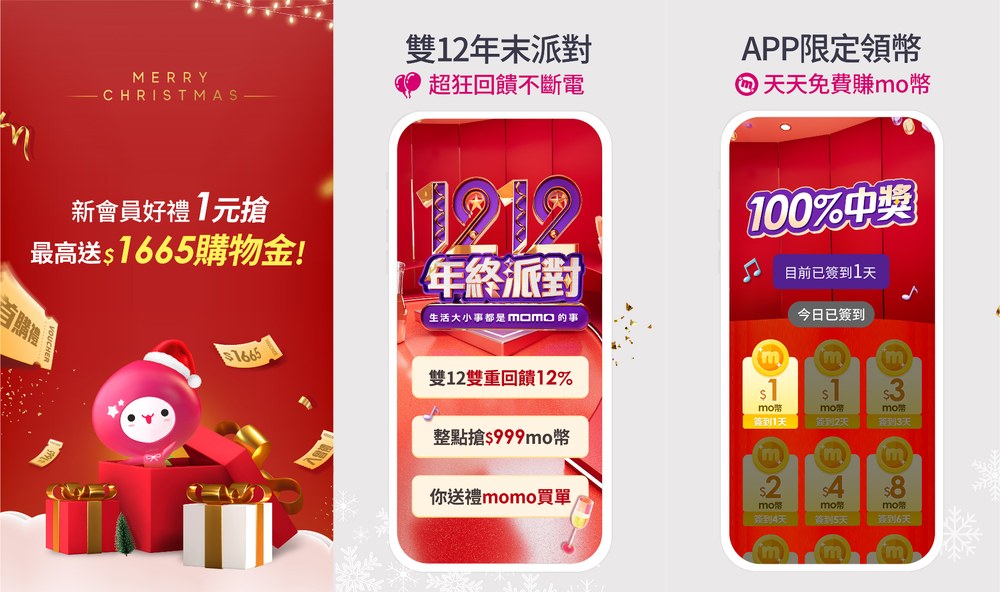 MERRY
CHRISTMAS
新會員好禮1元搶
最高送$1665購物金!
首購禮
VOUCHER
$1665
雙12年末派對
超狂回饋不斷電
1212
年終派對
生活大小事都是momo的事
雙12雙重回饋12%
整點搶$999mo幣
你送禮momo買單
APP限定領幣
m 天天免費賺mo幣
100%中獎
目前已簽到1天
今日已簽到
m m m
$1 $1 $3
mo幣 mo幣 mo幣
簽到1天 簽到2天 簽到3天
m m m
$2 $4 $8
mo幣 mo幣 mo幣
簽到4天 簽到5天 簽到6天
m m m